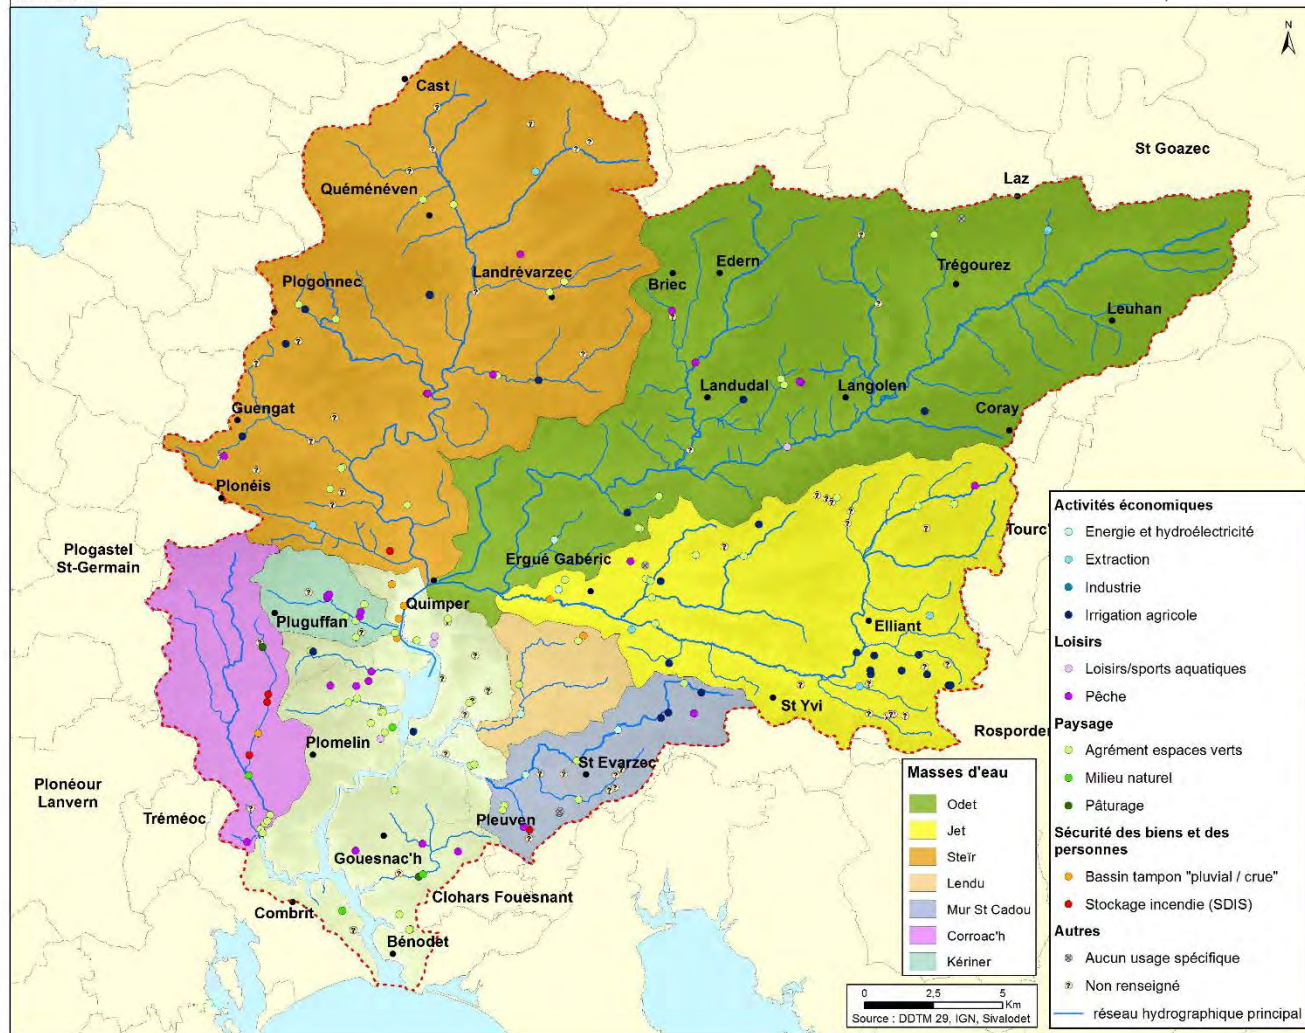 N
Cast
St Goazec
Laz
Quéménéven
Edern
Landrévarzec
Trégourez
Briec
Plogonnec
Leuhan
Landudal
Langolen
Guengat
Coray
Plonéis
Plogastel
St-Germain
Ergué Gabéric
Quimper
Pluguffan
Elliant
St Yvi
Plomelin
St Evarzec
Plonéour
Lanvern
Tréméoc
Pleuven
Gouesnac'h
Clohars Fouesnant
Combrit
Bénodet
Masses d'eau
Odet
Jet
Steïr
Lendu
Mur St Cadou
Corroac'h
Kériner
Activités économiques
Energie et hydroélectricité
Extraction
Industrie
Irrigation agricole
Loisirs
Loisirs/sports aquatiques
Pêche
Paysage
Agrément espaces verts
Milieu naturel
Pâturage
Sécurité des biens et des
personnes
Bassin tampon "pluvial / crue"
Stockage incendie (SDIS)
Autres
Aucun usage spécifique
Non renseigné
réseau hydrographique principal
0 2,5 5
Km
Source : DDTM 29, IGN, Sivalodet